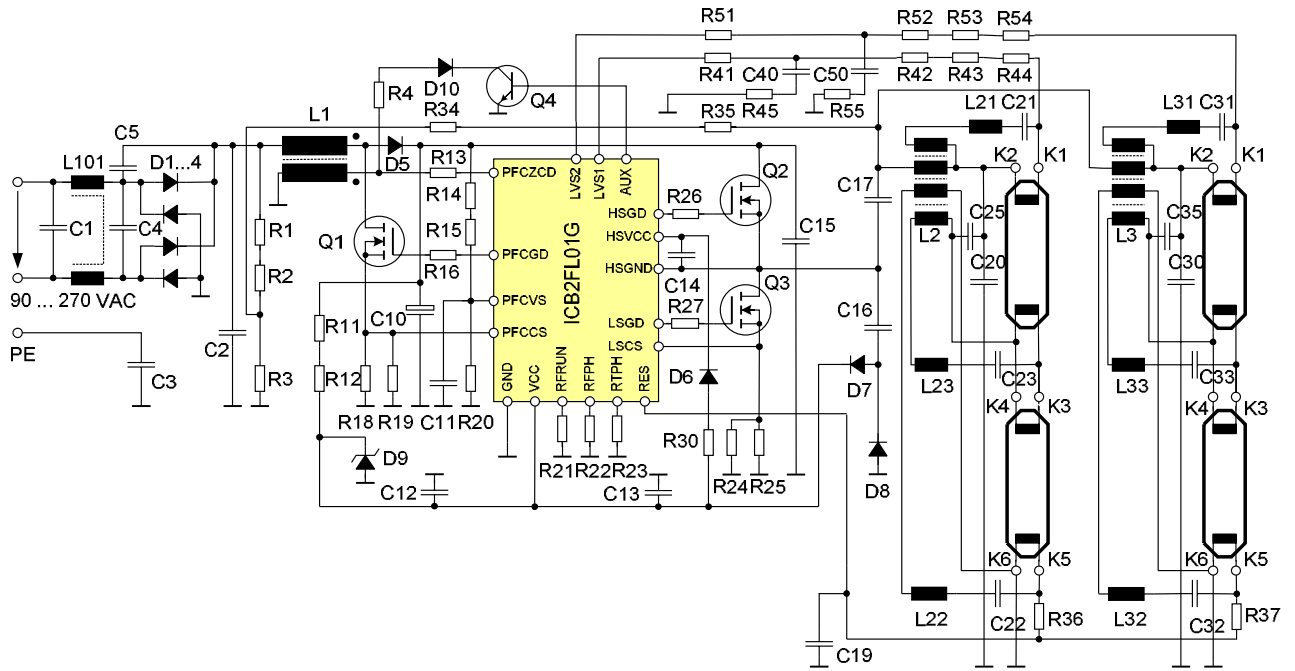 R51
R52
R53
R54
R41
C40
C50
R42
R43
R44
D10
Q4
R4
R45
R55
R34
R35
L21
C21
L31
C31
L1
C5
D5
L101
D1...4
R13
PFCZCD
LVS2
LVS1
AUX
Q2
K2
K1
K2
K1
R14
C17
R26
HSGD
C1
C4
R1
Q1
R15
HSVCC
C15
L2
C25
L3
C35
PFCGD
R16
ICB2FL01G
HSGND
C14
C20
C30
R2
Q3
90 ... 270 VAC
PFCVS
R27
LSGD
C16
C10
R11
PFCCS
LSCS
PE
C2
C3
R3
R12
GND
VCC
RFRUN
RFPH
RTPH
RES
D6
D7
L23
C23
L33
C33
K4
K3
K4
K3
R18
R19
C11
R20
R30
D9
R21
R22
R23
R24
R25
D8
C12
C13
K6
K5
K6
K5
L22
C22
R36
L32
C32
R37
C19